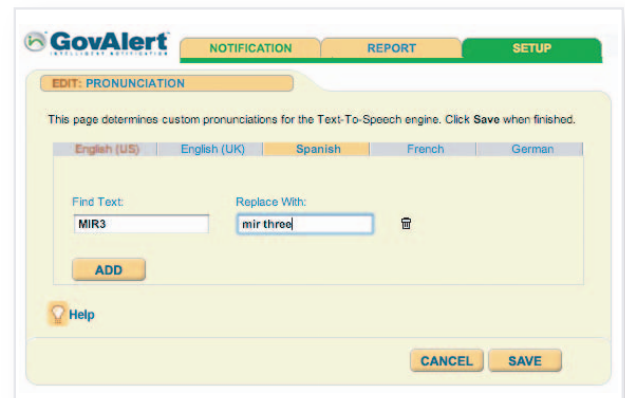 GovAlert
INTELLIGENT NOTIFICATION
NOTIFICATION REPORT SETUP
EDIT: PRONUNCIATION
This page determines custom pronunciations for the Text-To-Speech engine. Click Save when finished.
English (US) English (UK) Spanish French German
Find Text: Replace With:
MIR3 mir three
ADD
Help
CANCEL SAVE